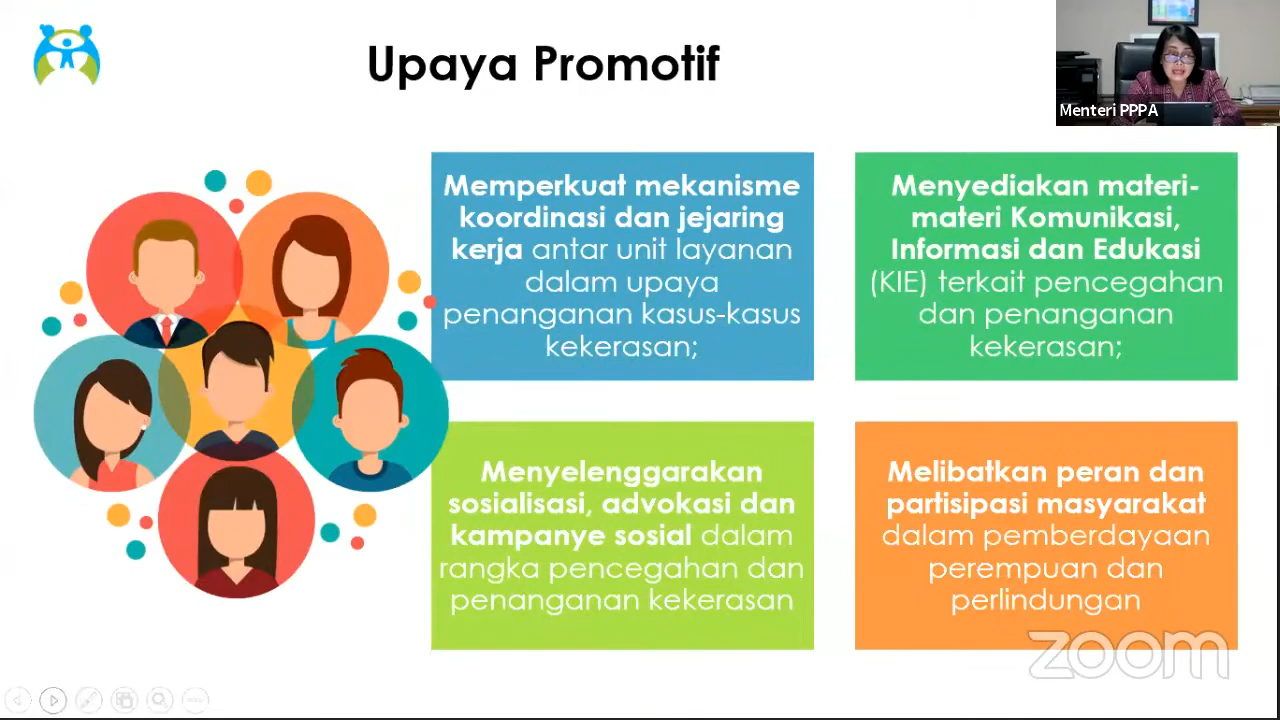 Upaya Promotif
Menteri PPPA
Memperkuat mekanisme
koordinasi dan jejaring
kerja antar unit layanan
dalam upaya
penanganan kasus-kasus
kekerasan;
Menyediakan materi-
materi Komunikasi,
Informasi dan Edukasi
(KIE) terkait pencegahan
dan penanganan
kekerasan;
Menyelenggarakan
sosialisasi, advokasi dan
kampanye sosial dalam
rangka pencegahan dan
penanganan kekerasan
Melibatkan peran dan
partisipasi masyarakat
dalam pemberdayaan
perempuan dan
perlindungan
zoom